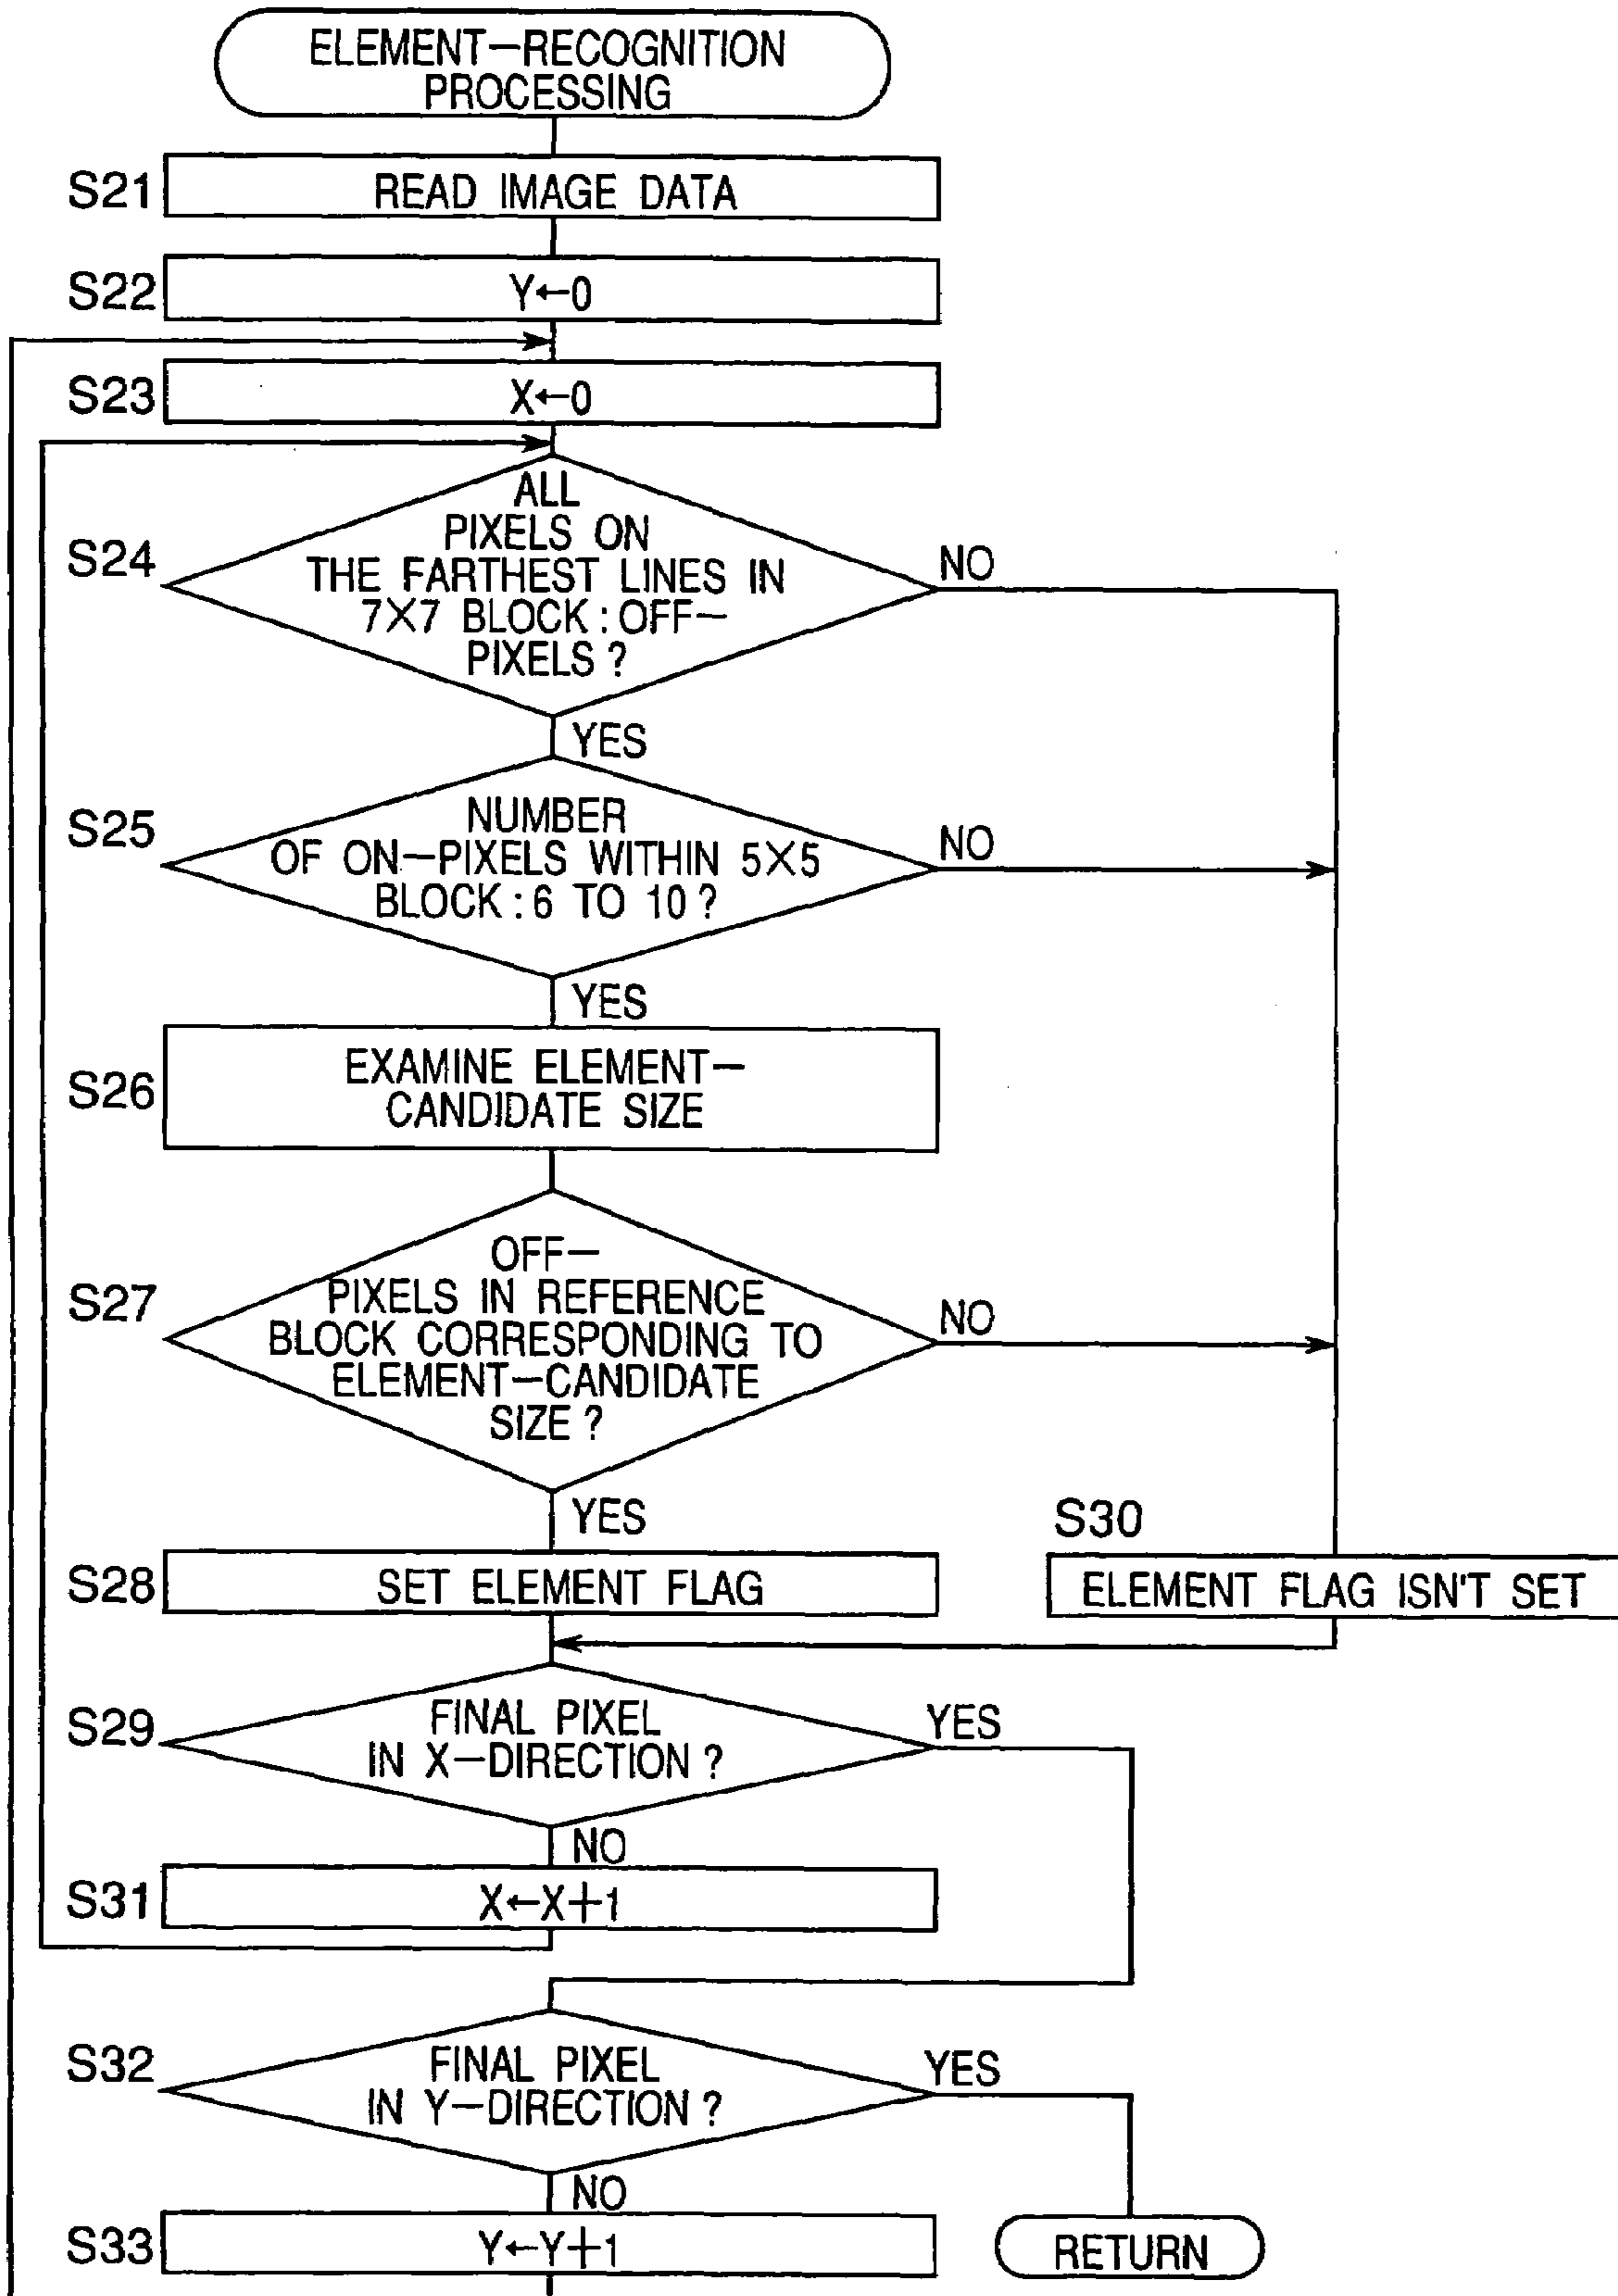 ELEMENT—RECOGNITION
PROCESSING
S21
READ IMAGE DATA
S22
Y←0
S23
X←0
S24
ALL
PIXELS ON
THE FARTHEST LINES IN
7×7 BLOCK : OFF—
PIXELS ?
NO
YES
S25
NUMBER
OF ON—PIXELS WITHIN 5×5
BLOCK : 6 TO 10 ?
NO
YES
S26
EXAMINE ELEMENT—
CANDIDATE SIZE
S27
OFF—
PIXELS IN REFERENCE
BLOCK CORRESPONDING TO
ELEMENT—CANDIDATE
SIZE ?
NO
YES
S28
SET ELEMENT FLAG
S30
ELEMENT FLAG ISN'T SET
S29
FINAL PIXEL
IN X—DIRECTION ?
YES
NO
S31
X←X+1
S32
FINAL PIXEL
IN Y—DIRECTION ?
YES
NO
S33
Y←Y+1
RETURN